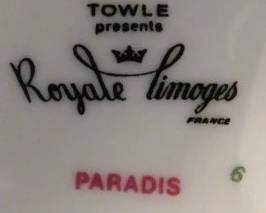 TOWLE
presents
Royale Limoges
FRANCE
PARADIS 6